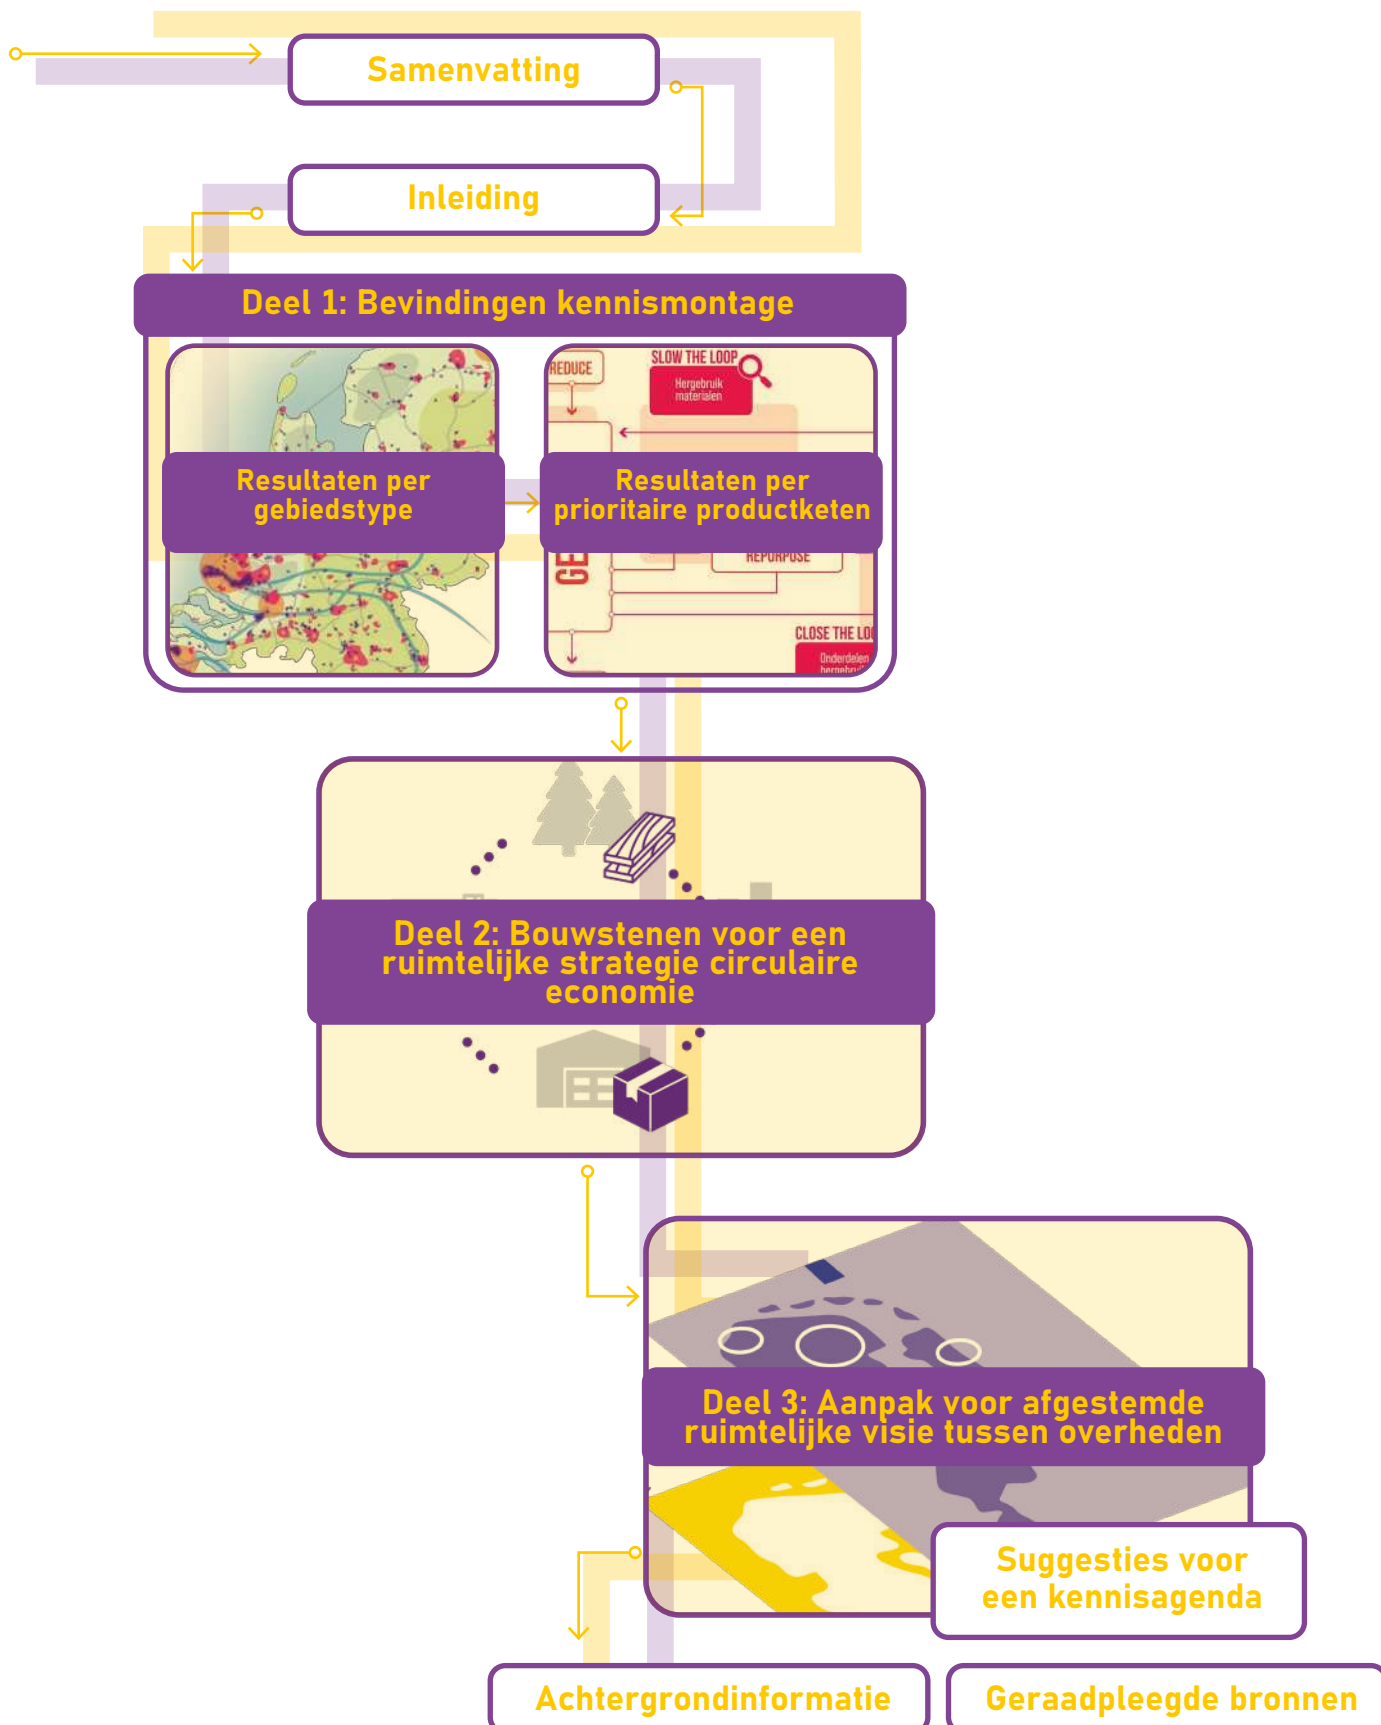 Samenvatting
Inleiding
Deel 1: Bevindingen kennismontage
REDUCE
SLOW THE LOOP
Hergebruik
materialen
Resultaten per
gebiedstype
Resultaten per
prioritaire productketen
GE
REPURPOSE
CLOSE THE LO
Onderdelen
Deel 2: Bouwstenen voor een
ruimtelijke strategie circulaire
economie
Deel 3: Aanpak voor afgestemde
ruimtelijke visie tussen overheden
Suggesties voor
een kennisagenda
Achtergrondinformatie
Geraadpleegde bronnen